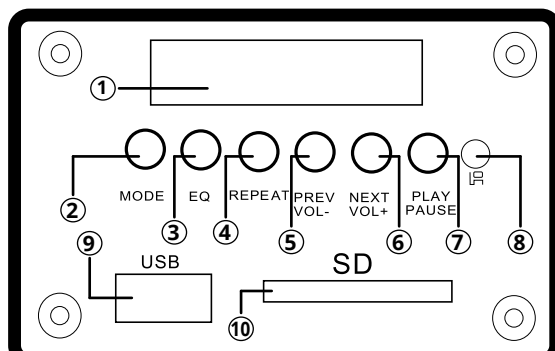 ①
MODE EQ REPEAT PREV VOL- NEXT VOL+ PLAY PAUSE
② ③ ④ ⑤ ⑥ ⑦ ⑧
⑨
USB SD
⑩